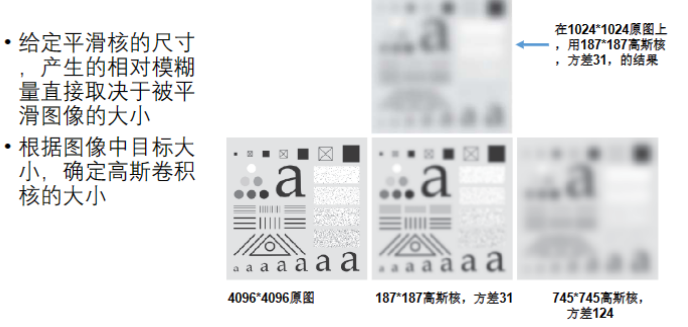 • 给定平滑核的尺寸
，产生的相对模糊
量直接取决于被平
滑图像的大小
• 根据图像中目标大
小，确定高斯卷积
核的大小
在1024*1024原图上
，用187*187高斯核
，方差31，的结果
a
a
a
a
a a a a a a a
a a a a a a a
4096*4096原图
187*187高斯核，方差31
745*745高斯核，
方差124